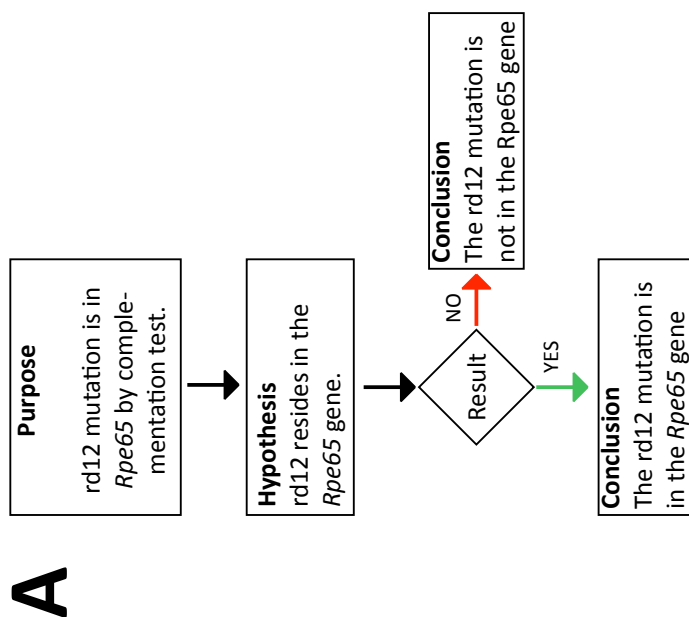 A
Purpose
rd12 mutation is in
Rpe65 by comple-
mentation test.
Hypothesis
rd12 resides in the
Rpe65 gene.
Result
NO
YES
Conclusion
The rd12 mutation is
not in the Rpe65 gene
Conclusion
The rd12 mutation is
in the Rpe65 gene